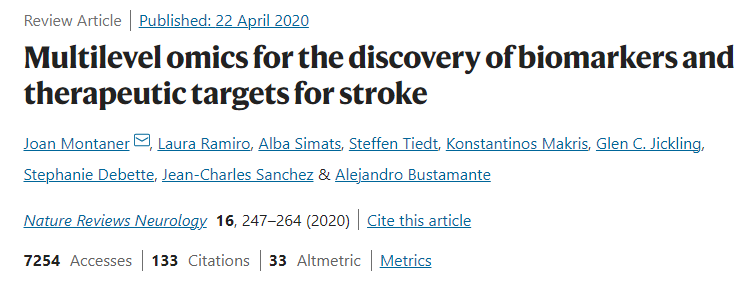 Review Article | Published: 22 April 2020
Multilevel omics for the discovery of biomarkers and
therapeutic targets for stroke
Joan Montaner, Laura Ramiro, Alba Simats, Steffen Tiedt, Konstantinos Makris, Glen C. Jickling,
Stephanie Debette, Jean-Charles Sanchez & Alejandro Bustamante
Nature Reviews Neurology 16, 247–264 (2020) | Cite this article
7254 Accesses | 133 Citations | 33 Altmetric | Metrics